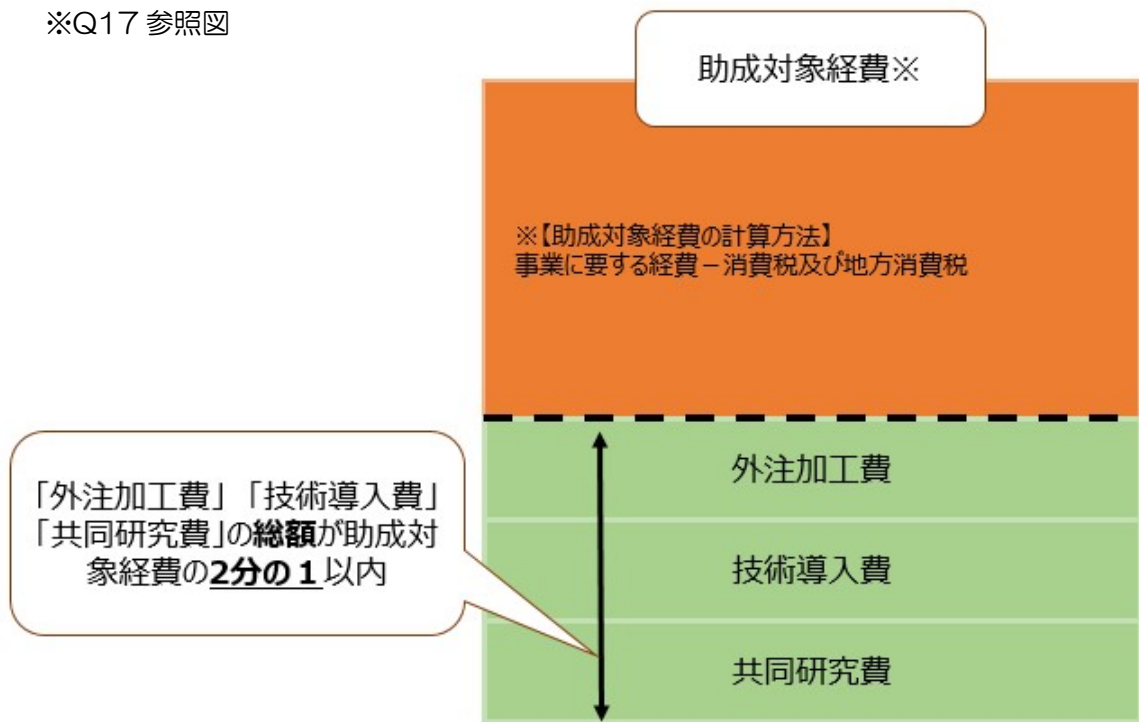 ※Q17 参照図
助成対象経費※
※【助成対象経費の計算方法】
事業に要する経費－消費税及び地方消費税
「外注加工費」「技術導入費」
「共同研究費」の総額が助成対
象経費の2分の１以内
外注加工費
技術導入費
共同研究費